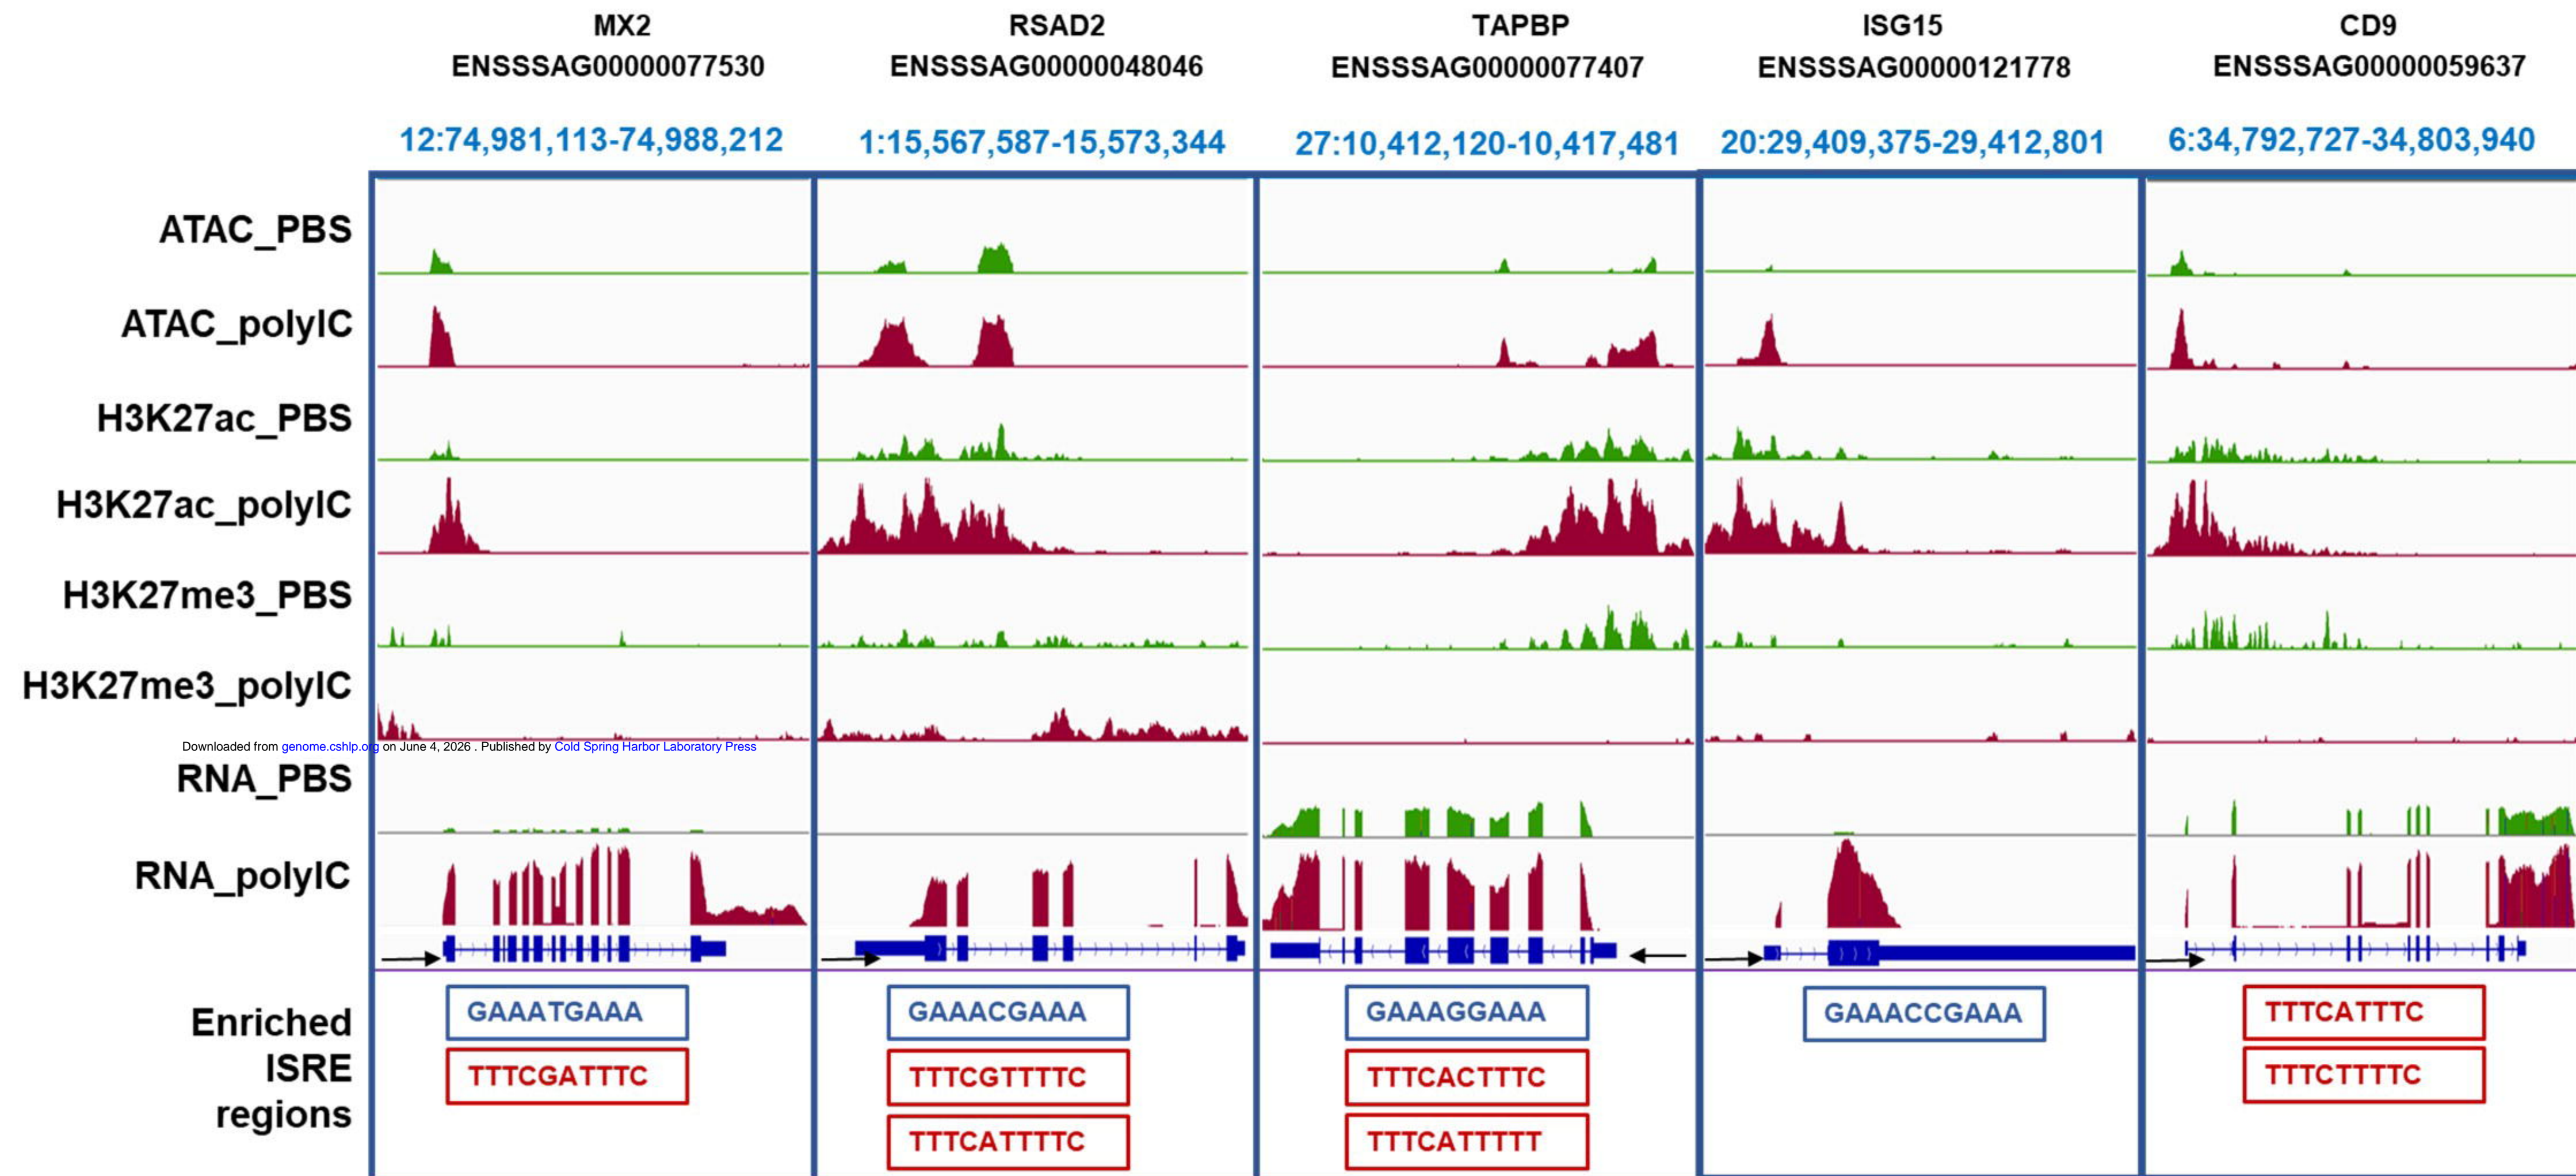 MX2 RSAD2 TAPBP ISG15 CD9
ENSSSAG00000077530 ENSSSAG00000048046 ENSSSAG00000077407 ENSSSAG00000121778 ENSSSAG00000059637
12:74,981,113-74,988,212 1:15,567,587-15,573,344 27:10,412,120-10,417,481 20:29,409,375-29,412,801 6:34,792,727-34,803,940
ATAC_PBS
ATAC_polyIC
H3K27ac_PBS
H3K27ac_polyIC
H3K27me3_PBS
H3K27me3_polyIC
Downloaded from genome.cshlp.org on June 4, 2026 . Published by Cold Spring Harbor Laboratory Press
RNA_PBS
RNA_polyIC
Enriched
ISRE
regions
GAAATGAAA GAAACGAAA GAAAGGAAA GAAACCGAAA TTTCATTTC
TTTCGATTTC TTTCGTTTTC TTTCACTTTC TTTCTTTTC
TTTCATTTTC TTTCATTTTT